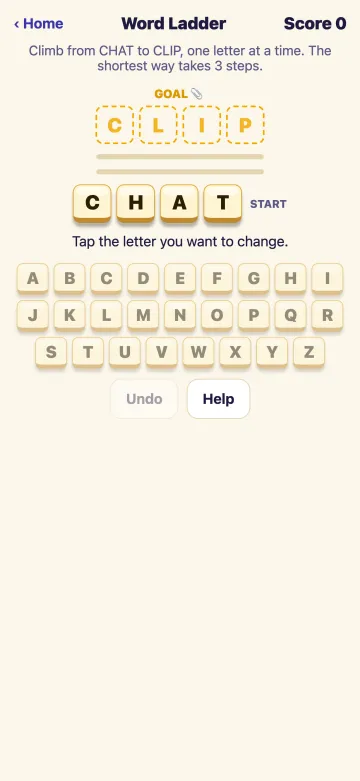 ‹ Home Word Ladder Score 0
Climb from CHAT to CLIP, one letter at a time. The
shortest way takes 3 steps.
GOAL 📎
C L I P
C H A T START
Tap the letter you want to change.
A B C D E F G H I
J K L M N O P Q R
S T U V W X Y Z
Undo Help